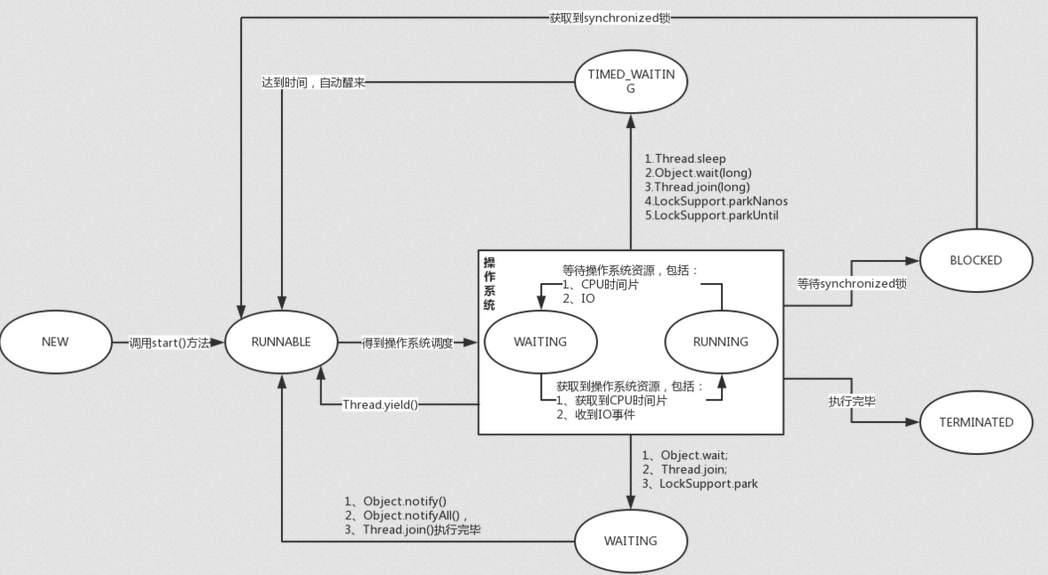 获取到synchronized锁
达到时间，自动醒来
TIMED_WAITIN
G
1.Thread.sleep
2.Object.wait(long)
3.Thread.join(long)
4.LockSupport.parkNanos
5.LockSupport.parkUntil
操
作
系
统
等待操作系统资源，包括：
1、CPU时间片
2、IO
BLOCKED
等待synchronized锁
NEW
调用start()方法
RUNNABLE
得到操作系统调度
WAITING
RUNNING
获取到操作系统资源，包括：
1、获取到CPU时间片
2、收到IO事件
Thread.yield()
执行完毕
TERMINATED
1、Object.wait;
2、Thread.join;
3、LockSupport.park
1、Object.notify()
2、Object.notifyAll()，
3、Thread.join()执行完毕
WAITING